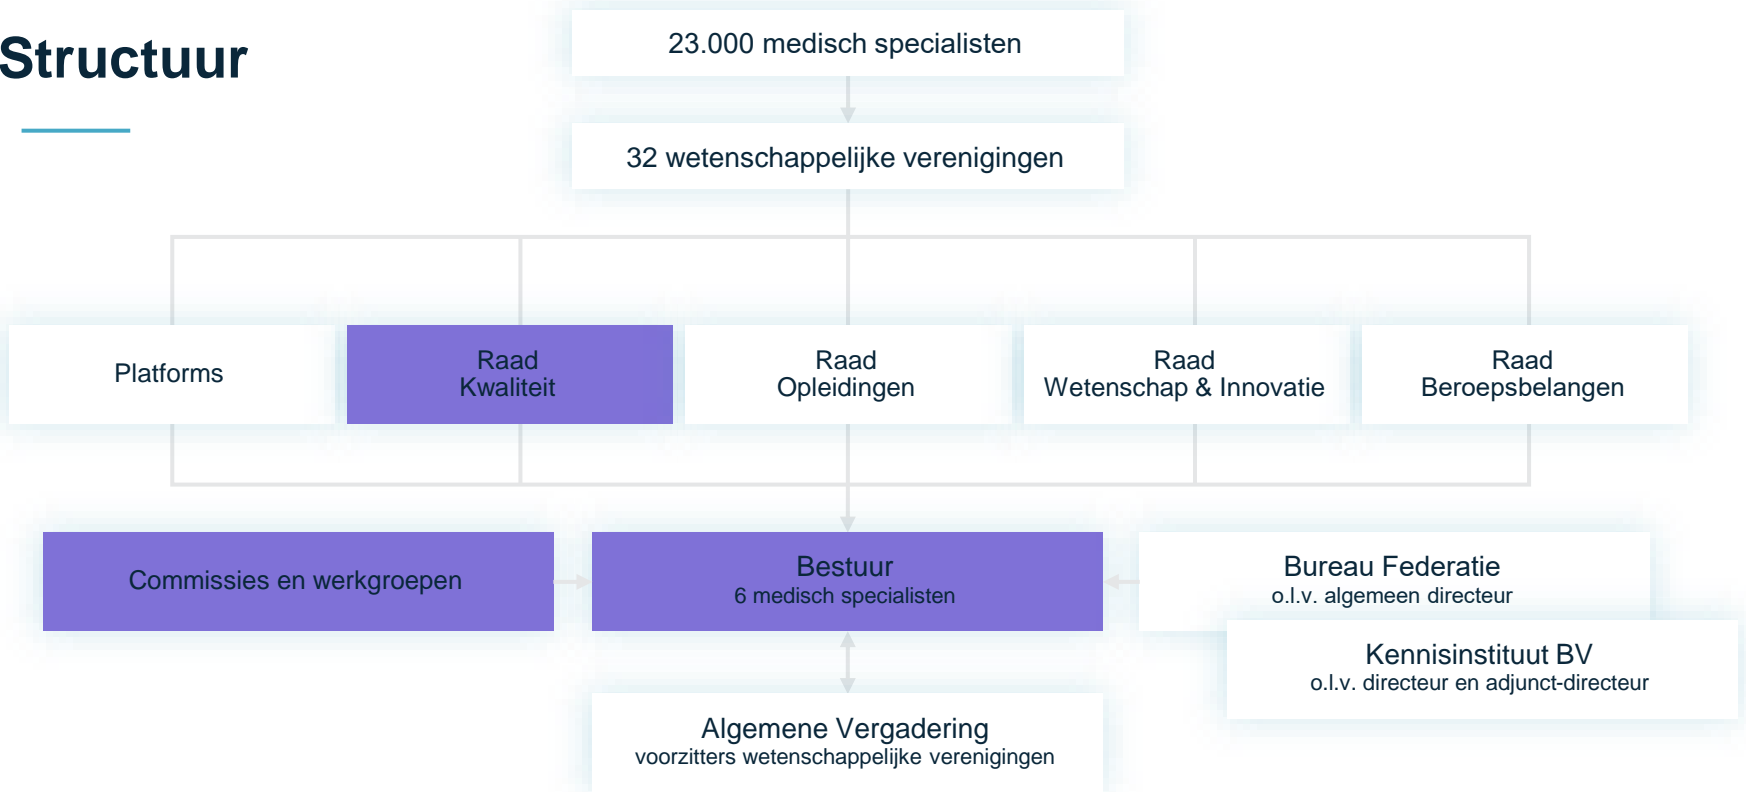 Structuur
23.000 medisch specialisten
32 wetenschappelijke verenigingen
Platforms
Raad
Kwaliteit
Raad
Opleidingen
Raad
Wetenschap & Innovatie
Raad
Beroepsbelangen
Commissies en werkgroepen
Bestuur
6 medisch specialisten
Bureau Federatie
o.l.v. algemeen directeur
Kennisinstituut BV
o.l.v. directeur en adjunct-directeur
Algemene Vergadering
voorzitters wetenschappelijke verenigingen